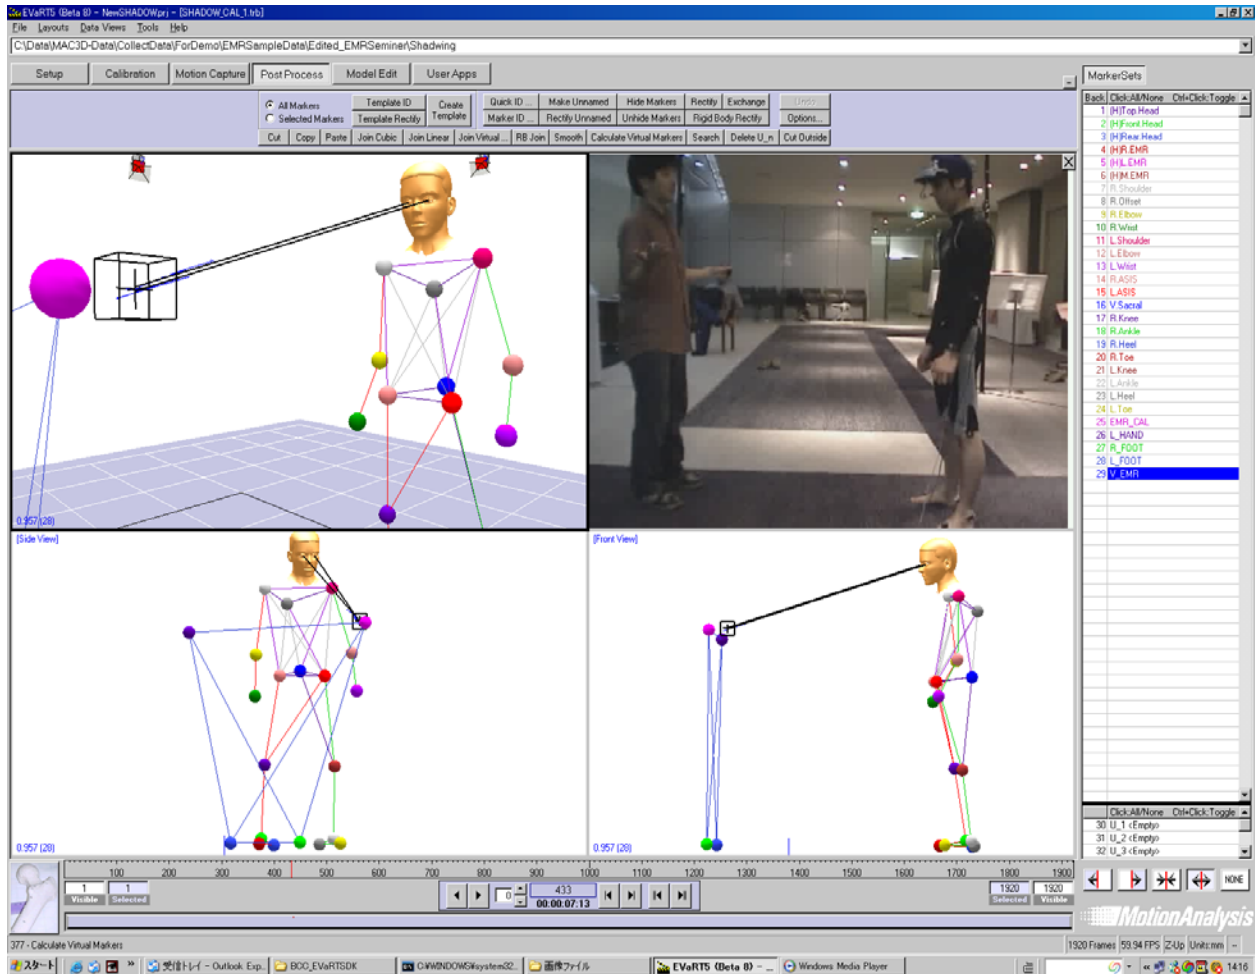 EVaRT5 (Beta 8) - NewSHADOW.prj - [SHADOW_CAL_1.trb]
File Layouts Data Views Tools Help
C:\Data\MAC3D-Data\CollectData\ForDemo\EMRSampleData\Edited_EMRSeminer\Shadwing
Setup Calibration Motion Capture Post Process Model Edit User Apps
MarkerSets
All Markers Template ID Create Template Quick ID ... Make Unnamed Hide Markers Rectify Exchange Undo
Selected Markers Template Rectify Marker ID ... Rectify Unnamed Unhide Markers Rigid Body Rectify Options...
Cut Copy Paste Join Cubic Join Linear Join Virtual... RB Join Smooth Calculate Virtual Markers Search Delete U_n Cut Outside
Back Click:All/None Ctrl+Click:Toggle
1 (H)Top.Head
2 (H)Front.Head
3 (H)Rear.Head
4 (H)R.EMR
5 (H)L.EMR
6 (H)M.EMR
7 R.Shoulder
8 R.Offset
9 R.Elbow
10 R.Wrist
11 L.Shoulder
12 L.Elbow
13 L.Wrist
14 R.ASIS
15 L.ASIS
16 V.Sacral
17 R.Knee
18 R.Ankle
19 R.Heel
20 R.Toe
21 L.Knee
22 L.Ankle
23 L.Heel
24 L.Toe
25 EMR_CAL
26 L_HAND
27 R_FOOT
28 L_FOOT
29 V_EMR
0.957 (28)
[Side View]
[Front View]
0.957 (28)
0.957 (28)
Click:All/None Ctrl+Click:Toggle
30 U_1 <Empty>
31 U_2 <Empty>
32 U_3 <Empty>
100 200 300 400 500 600 700 800 900 1000 1100 1200 1300 1400 1500 1600 1700 1800 1900
1 1 0 433 1920 1920
Visible Selected 00:00:07:13 Selected Visible
NONE
MotionAnalysis
377 - Calculate Virtual Markers
1920 Frames 59.94 FPS Z-Up Units:mm --
スタート 受信トレイ - Outlook Exp.. BCC_EVaRTSDK C:¥WINDOWS¥system32.. 画像ファイル EVaRT5 (Beta 8) - ... Windows Media Player 14:16